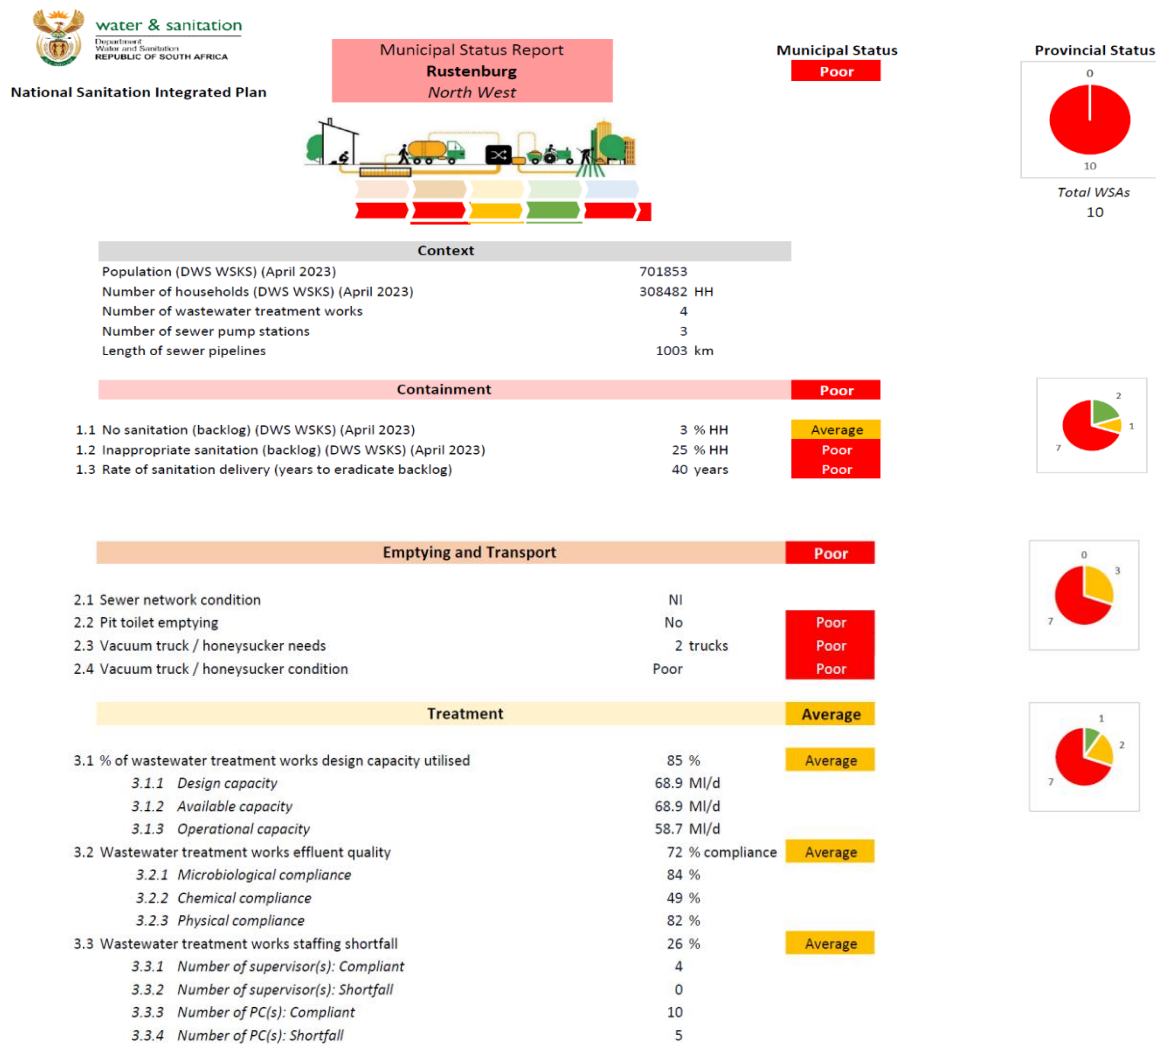 water & sanitation
Department:
Water and Sanitation
REPUBLIC OF SOUTH AFRICA
National Sanitation Integrated Plan
Municipal Status Report
Rustenburg
North West
Municipal Status
Poor
Provincial Status
0
10
Total WSAs
10
Context
Population (DWS WSKS) (April 2023) 701853
Number of households (DWS WSKS) (April 2023) 308482 HH
Number of wastewater treatment works 4
Number of sewer pump stations 3
Length of sewer pipelines 1003 km
Containment Poor
1.1 No sanitation (backlog) (DWS WSKS) (April 2023) 3 % HH Average
1.2 Inappropriate sanitation (backlog) (DWS WSKS) (April 2023) 25 % HH Poor
1.3 Rate of sanitation delivery (years to eradicate backlog) 40 years Poor
2
1
7
Emptying and Transport Poor
2.1 Sewer network condition NI
2.2 Pit toilet emptying No Poor
2.3 Vacuum truck / honeysucker needs 2 trucks Poor
2.4 Vacuum truck / honeysucker condition Poor Poor
0
3
7
Treatment Average
3.1 % of wastewater treatment works design capacity utilised 85 % Average
3.1.1 Design capacity 68.9 Ml/d
3.1.2 Available capacity 68.9 Ml/d
3.1.3 Operational capacity 58.7 Ml/d
3.2 Wastewater treatment works effluent quality 72 % compliance Average
3.2.1 Microbiological compliance 84 %
3.2.2 Chemical compliance 49 %
3.2.3 Physical compliance 82 %
3.3 Wastewater treatment works staffing shortfall 26 % Average
3.3.1 Number of supervisor(s): Compliant 4
3.3.2 Number of supervisor(s): Shortfall 0
3.3.3 Number of PC(s): Compliant 10
3.3.4 Number of PC(s): Shortfall 5
1
2
7